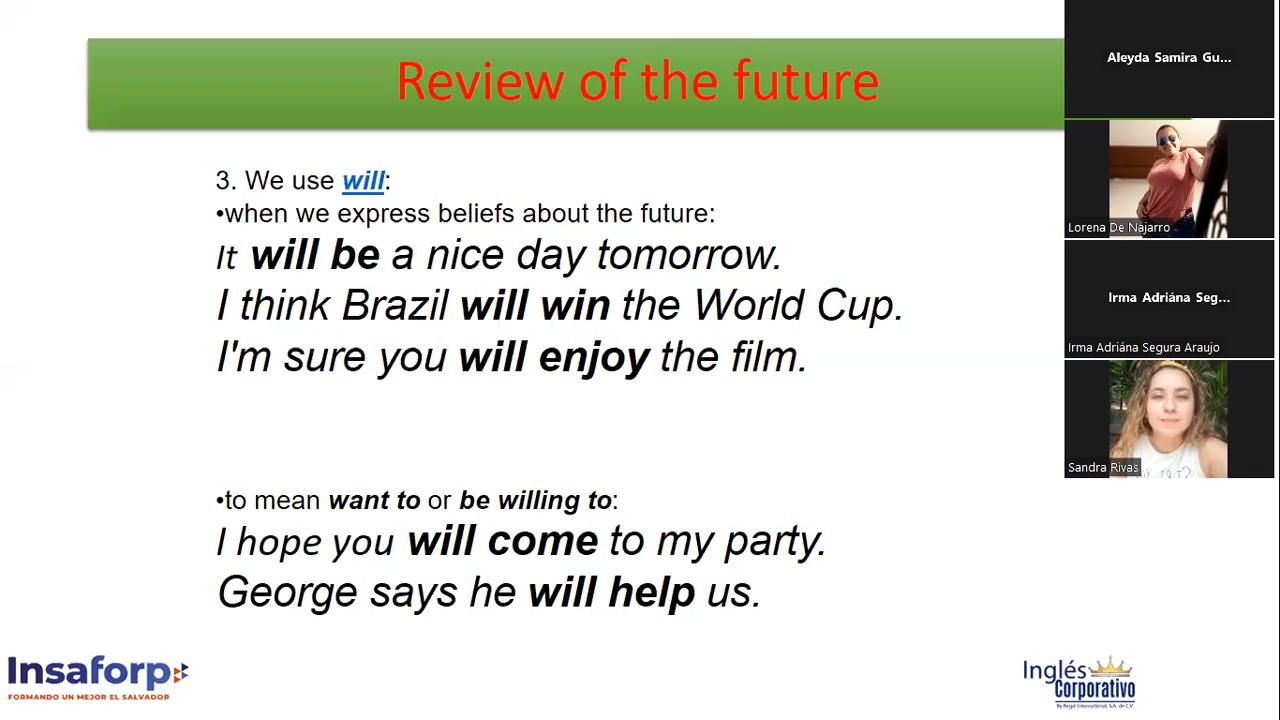 Review of the future
3. We use will:
•when we express beliefs about the future:
It will be a nice day tomorrow.
I think Brazil will win the World Cup.
I'm sure you will enjoy the film.
•to mean want to or be willing to:
I hope you will come to my party.
George says he will help us.
Insaforp
FORMANDO UN MEJOR EL SALVADOR
Inglés
Corporativo
By Regal International, S.A. de C.V.
Aleyda Samira Gu...
Lorena De Najarro
Irma Adriána Seg...
Irma Adriána Segura Araujo
Sandra Rivas